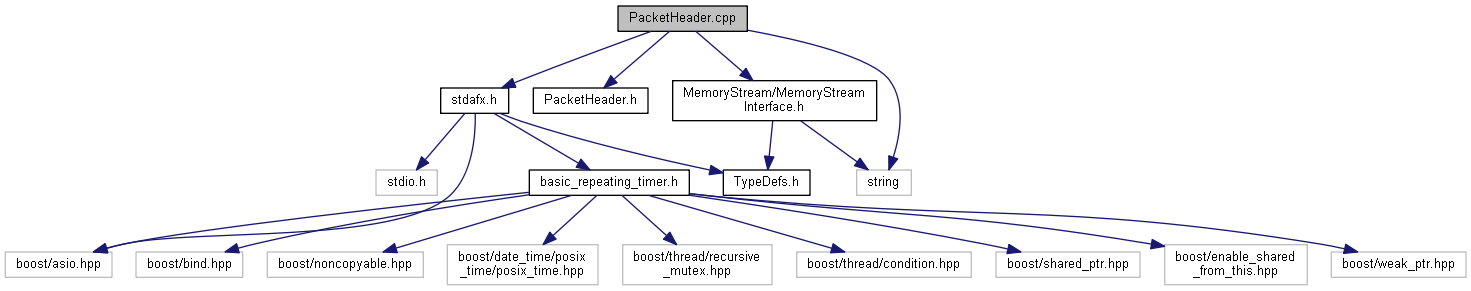 PacketHeader.cpp
stdafx.h
PacketHeader.h
MemoryStream/MemoryStream
Interface.h
stdio.h
basic_repeating_timer.h
TypeDefs.h
string
boost/asio.hpp
boost/bind.hpp
boost/noncopyable.hpp
boost/date_time/posix
_time/posix_time.hpp
boost/thread/recursive
_mutex.hpp
boost/thread/condition.hpp
boost/shared_ptr.hpp
boost/enable_shared
_from_this.hpp
boost/weak_ptr.hpp